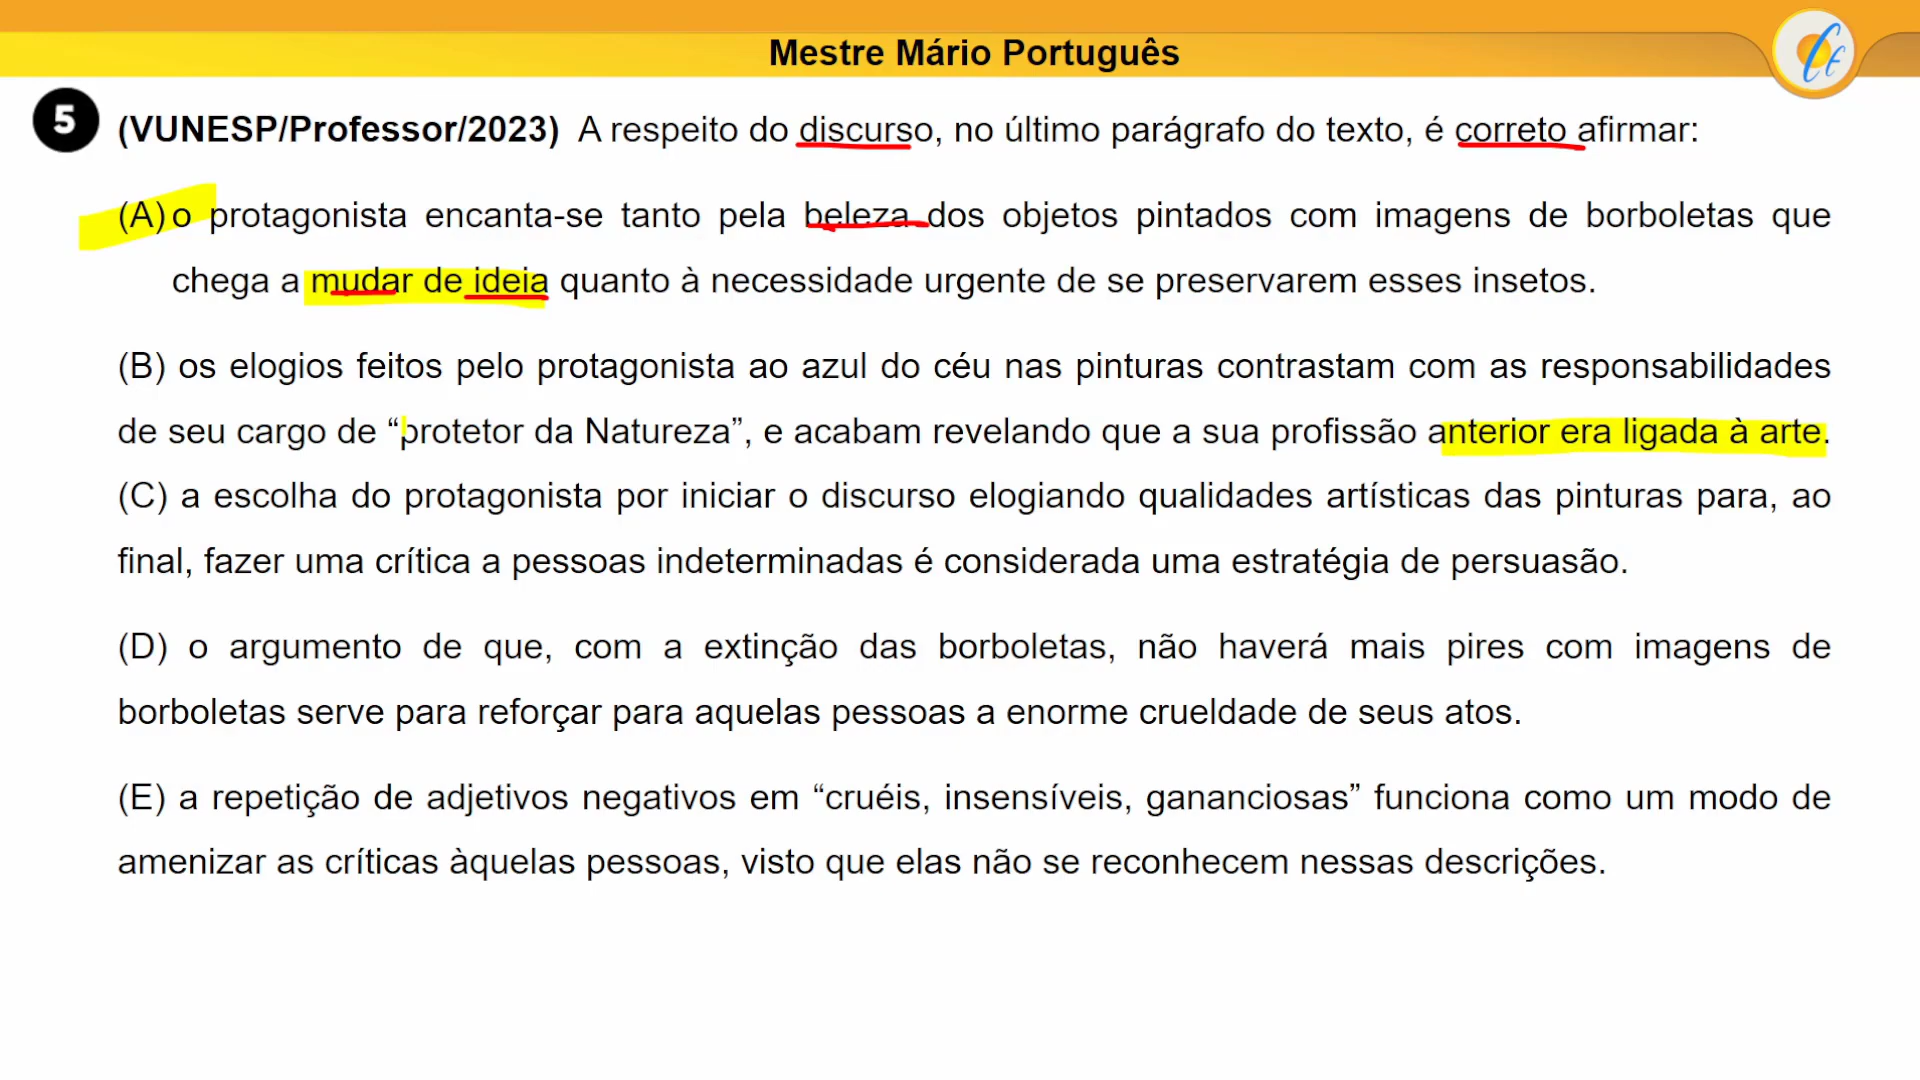 Mestre Mário Português
5 (VUNESP/Professor/2023) A respeito do discurso, no último parágrafo do texto, é correto afirmar:
(A) o protagonista encanta-se tanto pela beleza dos objetos pintados com imagens de borboletas que
chega a mudar de ideia quanto à necessidade urgente de se preservarem esses insetos.
(B) os elogios feitos pelo protagonista ao azul do céu nas pinturas contrastam com as responsabilidades
de seu cargo de “protetor da Natureza”, e acabam revelando que a sua profissão anterior era ligada à arte.
(C) a escolha do protagonista por iniciar o discurso elogiando qualidades artísticas das pinturas para, ao
final, fazer uma crítica a pessoas indeterminadas é considerada uma estratégia de persuasão.
(D) o argumento de que, com a extinção das borboletas, não haverá mais pires com imagens de
borboletas serve para reforçar para aquelas pessoas a enorme crueldade de seus atos.
(E) a repetição de adjetivos negativos em “cruéis, insensíveis, gananciosas” funciona como um modo de
amenizar as críticas àquelas pessoas, visto que elas não se reconhecem nessas descrições.